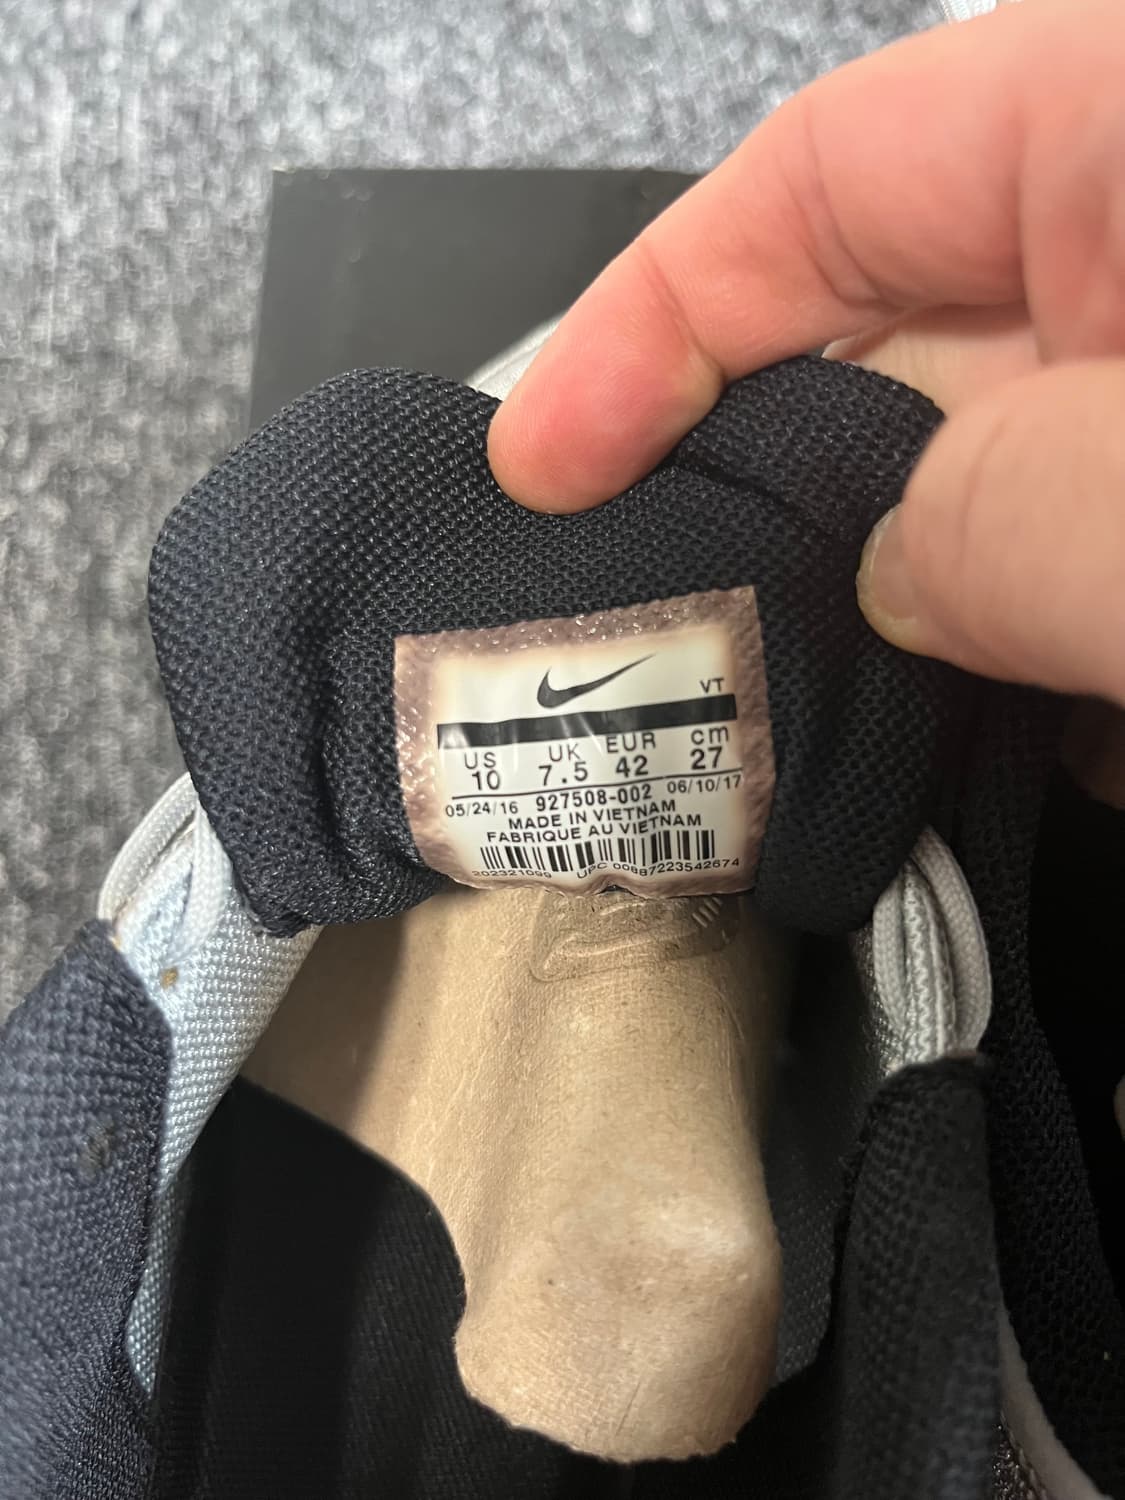 VT
US UK EUR cm
10 7.5 42 27
05/24/16 927508-002 06/10/17
MADE IN VIETNAM
FABRIQUE AU VIETNAM
202321099 UPC 00887223542674